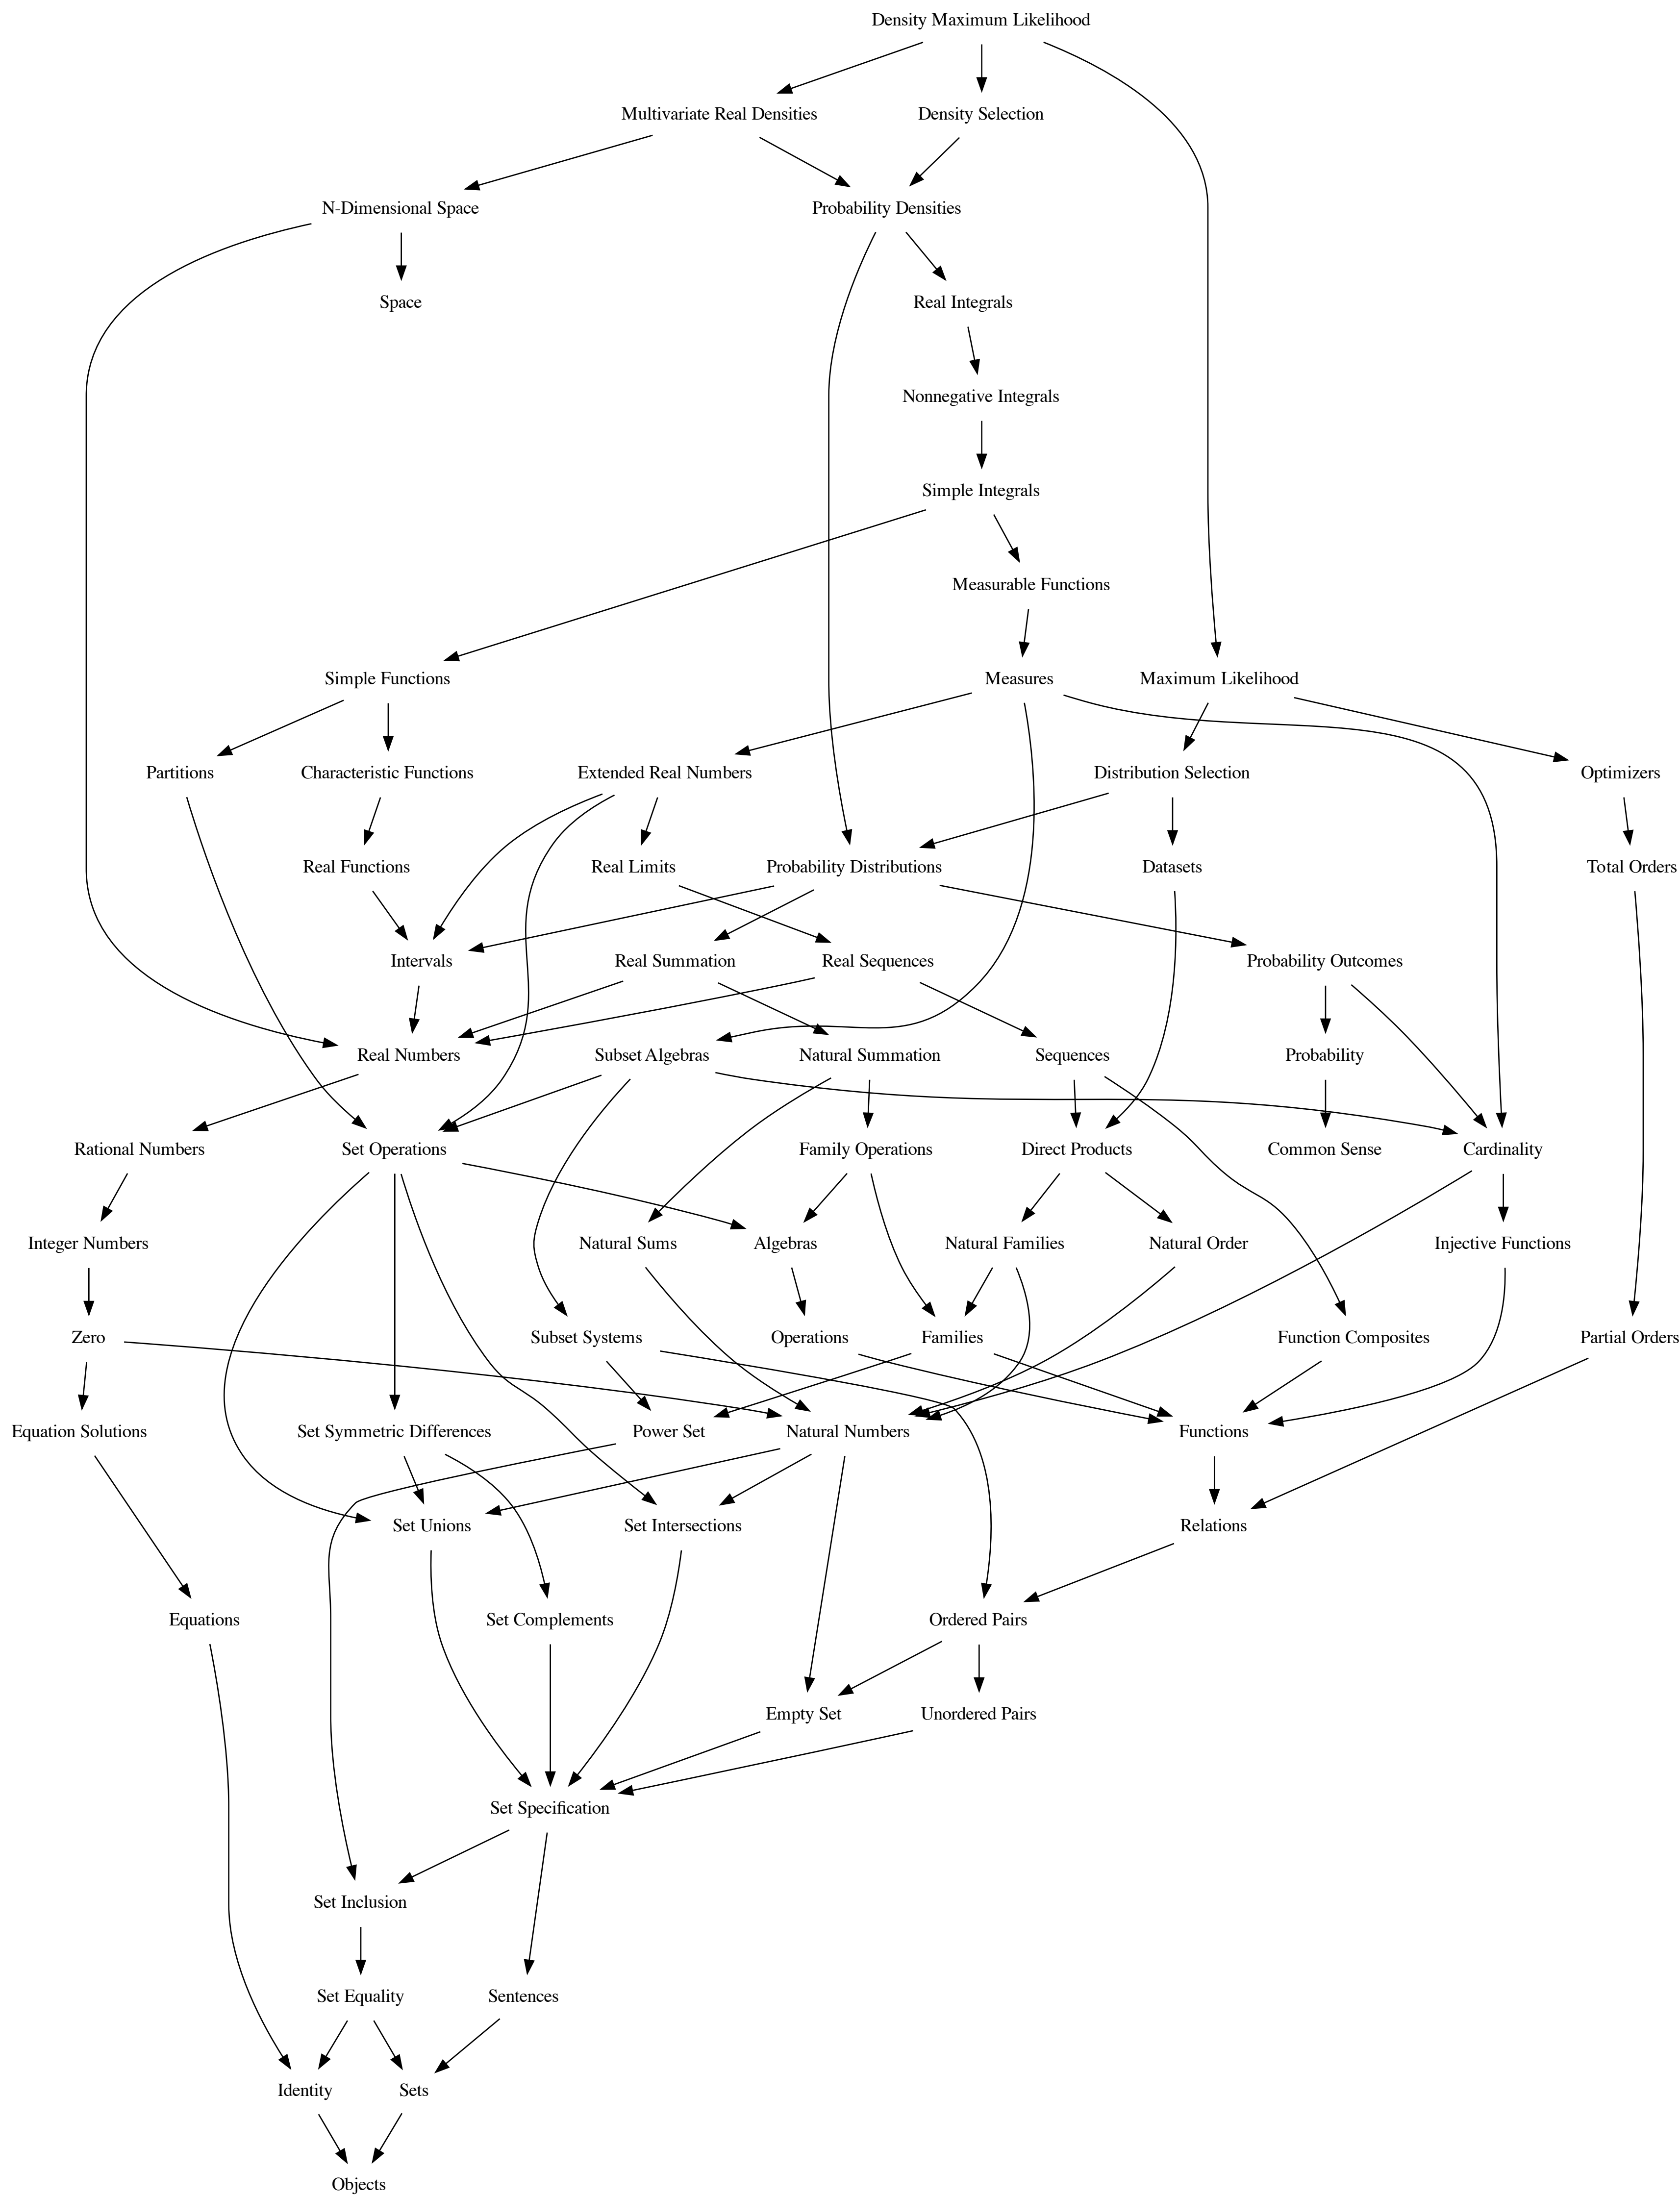 Density Maximum Likelihood
Multivariate Real Densities
Density Selection
N-Dimensional Space
Probability Densities
Space
Real Integrals
Nonnegative Integrals
Simple Integrals
Measurable Functions
Simple Functions
Measures
Maximum Likelihood
Partitions
Characteristic Functions
Extended Real Numbers
Distribution Selection
Optimizers
Real Functions
Real Limits
Probability Distributions
Datasets
Total Orders
Intervals
Real Summation
Real Sequences
Probability Outcomes
Real Numbers
Subset Algebras
Natural Summation
Sequences
Probability
Rational Numbers
Set Operations
Family Operations
Direct Products
Common Sense
Cardinality
Integer Numbers
Natural Sums
Algebras
Natural Families
Natural Order
Injective Functions
Zero
Subset Systems
Operations
Families
Function Composites
Partial Orders
Equation Solutions
Set Symmetric Differences
Power Set
Natural Numbers
Functions
Set Unions
Set Intersections
Relations
Equations
Set Complements
Ordered Pairs
Empty Set
Unordered Pairs
Set Specification
Set Inclusion
Set Equality
Sentences
Identity
Sets
Objects